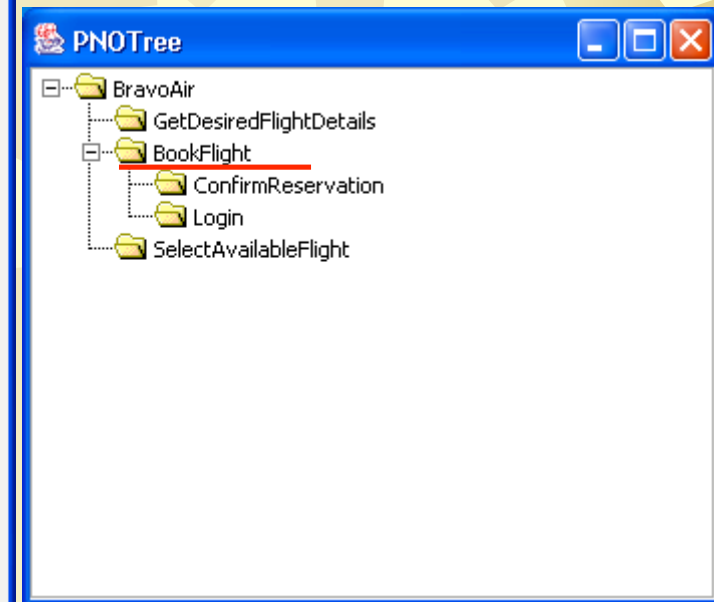 PNOTree
BravoAir
GetDesiredFlightDetails
BookFlight
ConfirmReservation
Login
SelectAvailableFlight